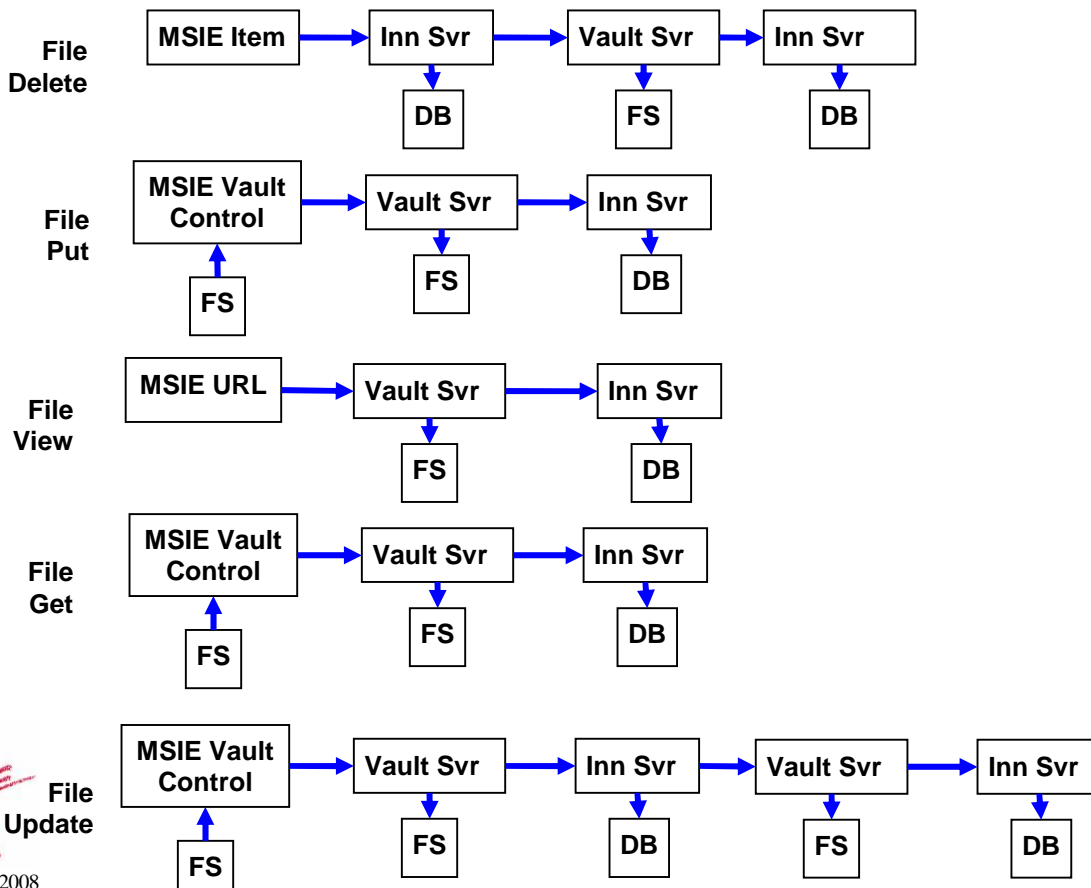 File
Delete
MSIE Item
Inn Svr
Vault Svr
Inn Svr
DB
FS
DB
File
Put
MSIE Vault
Control
Vault Svr
Inn Svr
FS
FS
DB
File
View
MSIE URL
Vault Svr
Inn Svr
FS
DB
File
Get
MSIE Vault
Control
Vault Svr
Inn Svr
FS
FS
DB
File
Update
MSIE Vault
Control
Vault Svr
Inn Svr
Vault Svr
Inn Svr
FS
FS
DB
FS
DB
2008